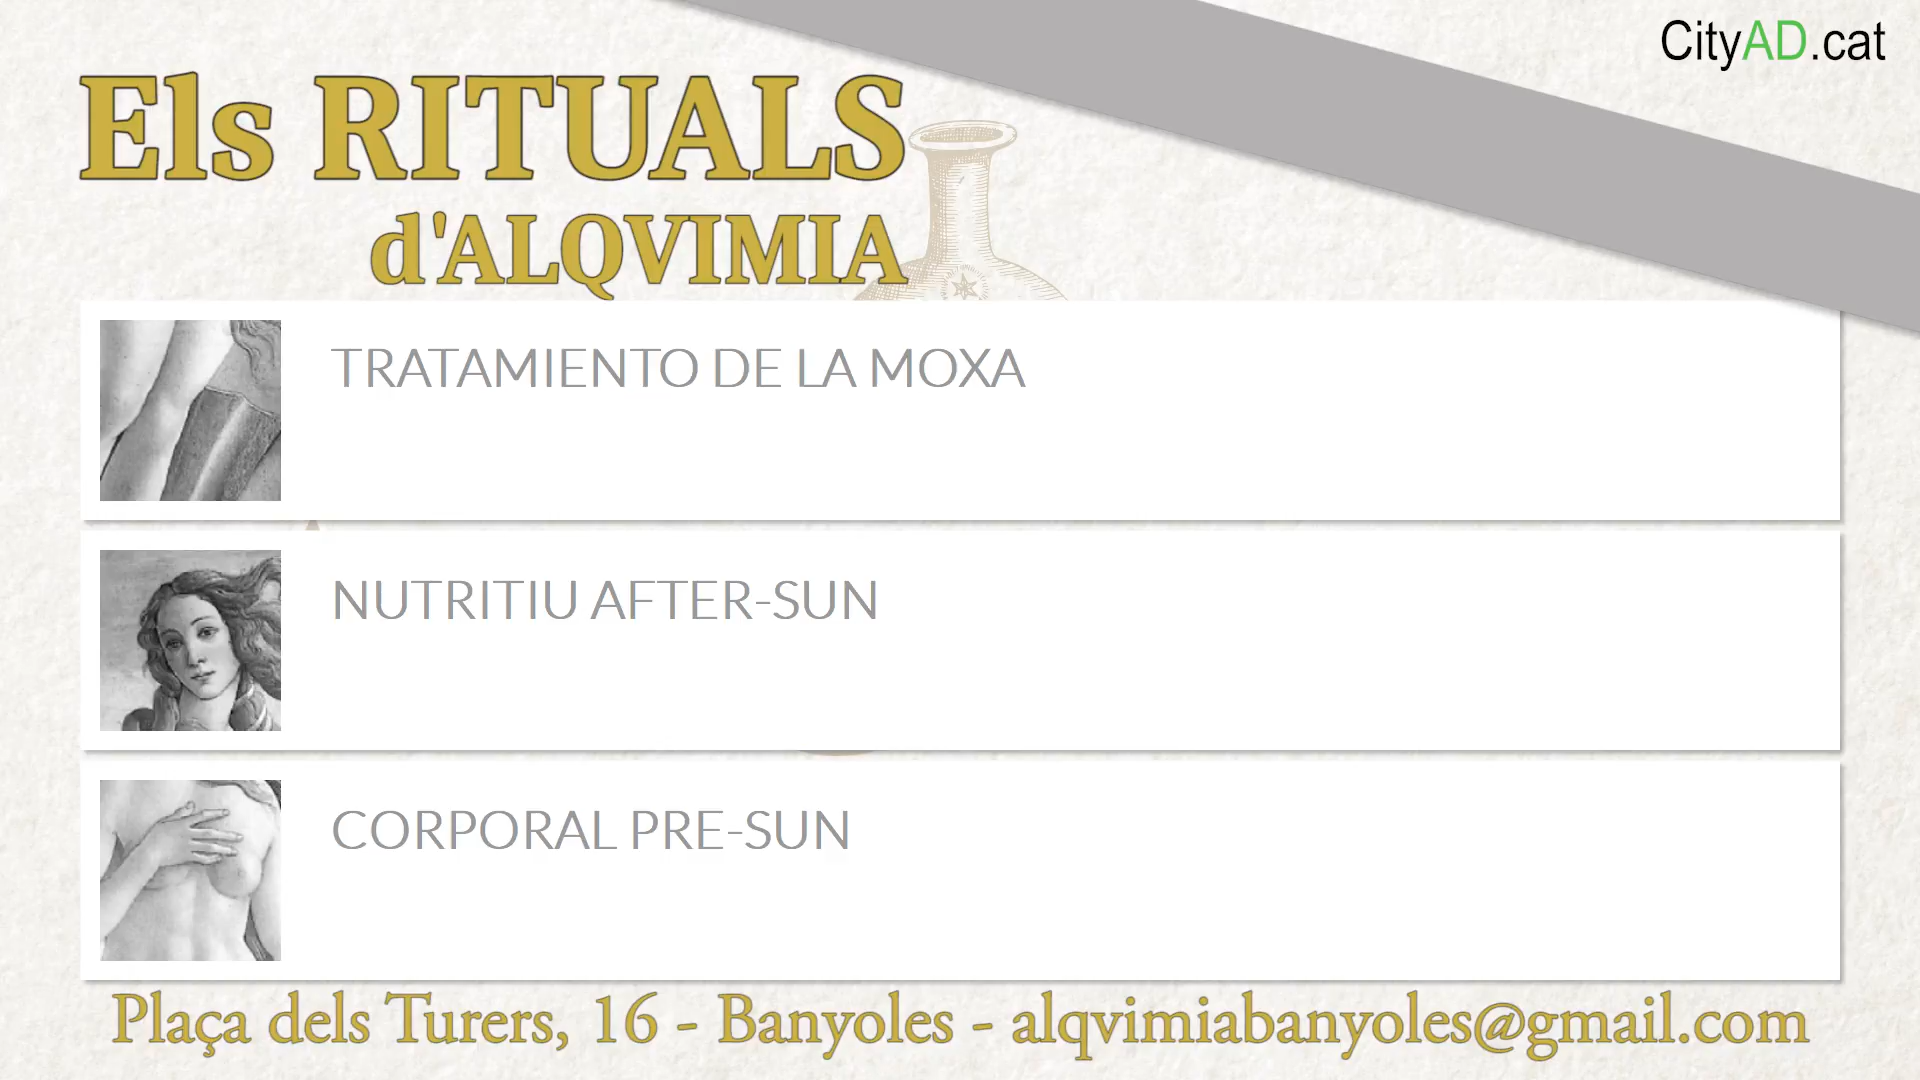 CityAD.cat
Els RITUALS
d'ALQVIMIA
TRATAMIENTO DE LA MOXA
NUTRITIU AFTER-SUN
CORPORAL PRE-SUN
Plaça dels Turers, 16 - Banyoles - alqvimiabanyoles@gmail.com